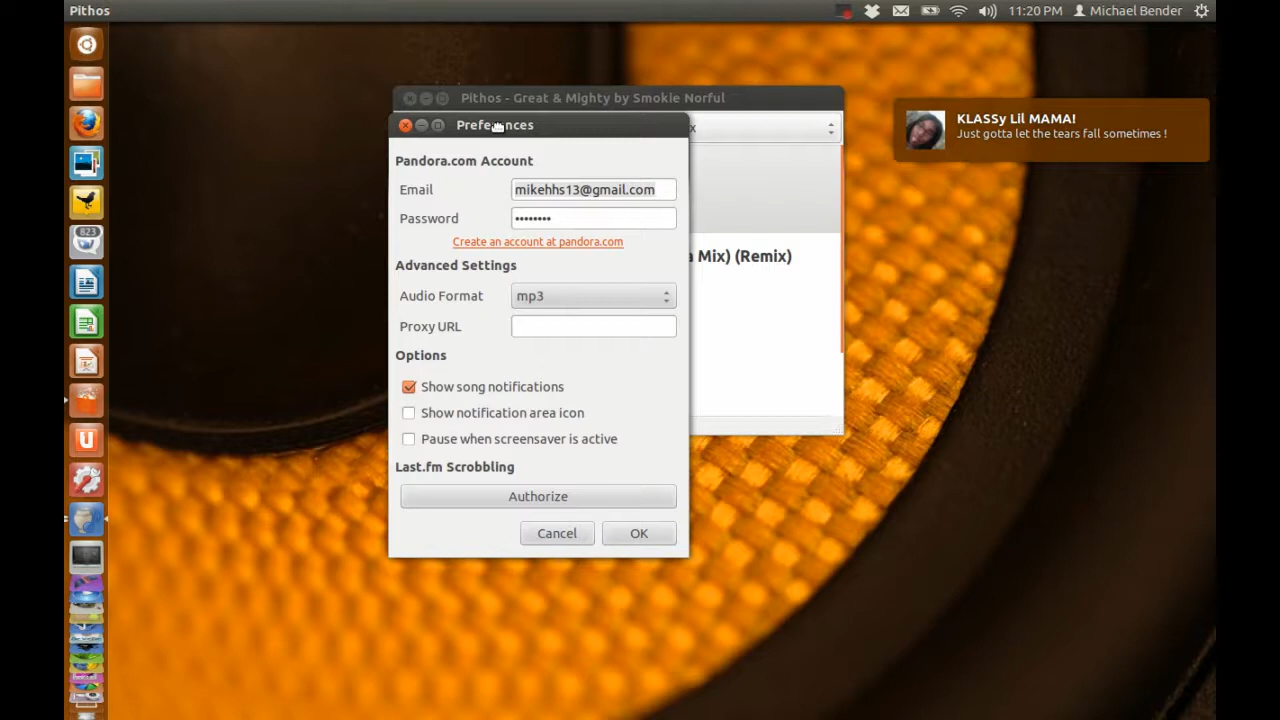 Pithos
11:20 PM
Michael Bender
Pithos - Great & Mighty by Smokie Norful
Preferences
x
KLASSy Lil MAMA!
Just gotta let the tears fall sometimes !
Pandora.com Account
Email
mikehhs13@gmail.com
Password
••••••••
Create an account at pandora.com
a Mix) (Remix)
Advanced Settings
Audio Format
mp3
Proxy URL
Options
Show song notifications
Show notification area icon
Pause when screensaver is active
Last.fm Scrobbling
Authorize
Cancel
OK
823
U